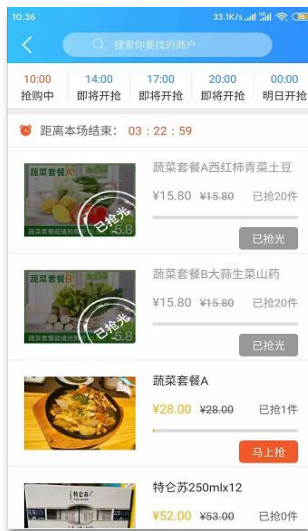 10:36 33.1K/s
搜索你要找的商户
10:00 14:00 17:00 20:00 00:00
抢购中 即将开抢 即将开抢 即将开抢 明日开抢
距离本场结束: 03 : 22 : 59
蔬菜套餐A
已抢光
5.8
蔬菜套餐A西红柿青菜土豆
¥15.80 ¥15.80 已抢20件
已抢光
蔬菜套餐B
已抢光
5.8
蔬菜套餐B大蒜生菜山药
¥15.80 ¥15.80 已抢20件
已抢光
蔬菜套餐A
¥28.00 ¥28.00 已抢1件
马上抢
特仑苏
特仑苏250mlx12
¥52.00 ¥53.00 已抢0件